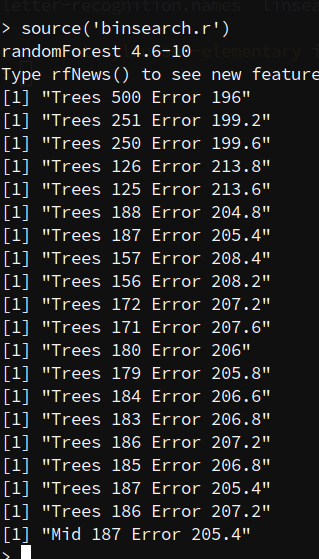 letter-recognition.names linsea
> source('binsearch.r')
randomForest 4.6-10
Type rfNews() to see new feature
[1] "Trees 500 Error 196"
[1] "Trees 251 Error 199.2"
[1] "Trees 250 Error 199.6"
[1] "Trees 126 Error 213.8"
[1] "Trees 125 Error 213.6"
[1] "Trees 188 Error 204.8"
[1] "Trees 187 Error 205.4"
[1] "Trees 157 Error 208.4"
[1] "Trees 156 Error 208.2"
[1] "Trees 172 Error 207.2"
[1] "Trees 171 Error 207.6"
[1] "Trees 180 Error 206"
[1] "Trees 179 Error 205.8"
[1] "Trees 184 Error 206.6"
[1] "Trees 183 Error 206.8"
[1] "Trees 186 Error 207.2"
[1] "Trees 185 Error 206.8"
[1] "Trees 187 Error 205.4"
[1] "Trees 186 Error 207.2"
[1] "Mid 187 Error 205.4"
>